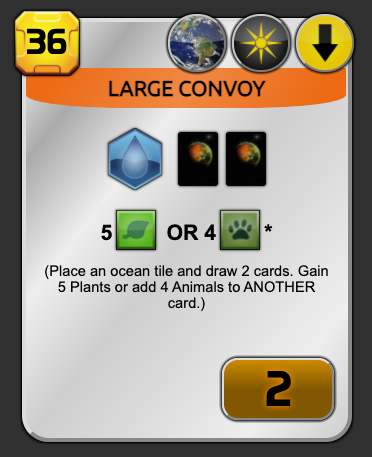 36
LARGE CONVOY
5 OR 4 *
(Place an ocean tile and draw 2 cards. Gain
5 Plants or add 4 Animals to ANOTHER
card.)
2